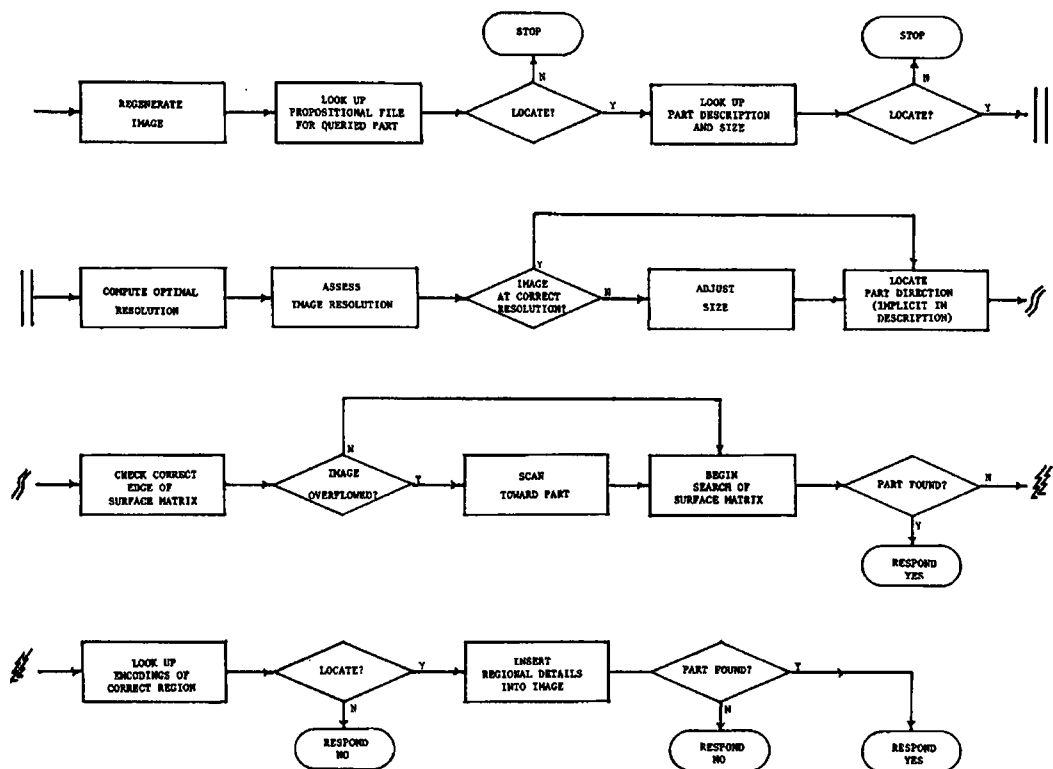 STOP
STOP
N
N
REGENERATE
IMAGE
LOOK UP
PROPOSITIONAL FILE
FOR QUERIED PART
LOCATE?
Y
LOOK UP
PART DESCRIPTION
AND SIZE
LOCATE?
Y
COMPUTE OPTIMAL
RESOLUTION
ASSESS
IMAGE RESOLUTION
Y
IMAGE
AT CORRECT
RESOLUTION?
N
ADJUST
SIZE
LOCATE
PART DIRECTION
(IMPLICIT IN
DESCRIPTION)
CHECK CORRECT
EDGE OF
SURFACE MATRIX
N
IMAGE
OVERFLOWED?
Y
SCAN
TOWARD PART
BEGIN
SEARCH OF
SURFACE MATRIX
PART FOUND?
N
Y
RESPOND
YES
LOOK UP
ENCODINGS OF
CORRECT REGION
LOCATE?
Y
N
RESPOND
NO
INSERT
REGIONAL DETAILS
INTO IMAGE
PART FOUND?
Y
N
RESPOND
NO
RESPOND
YES